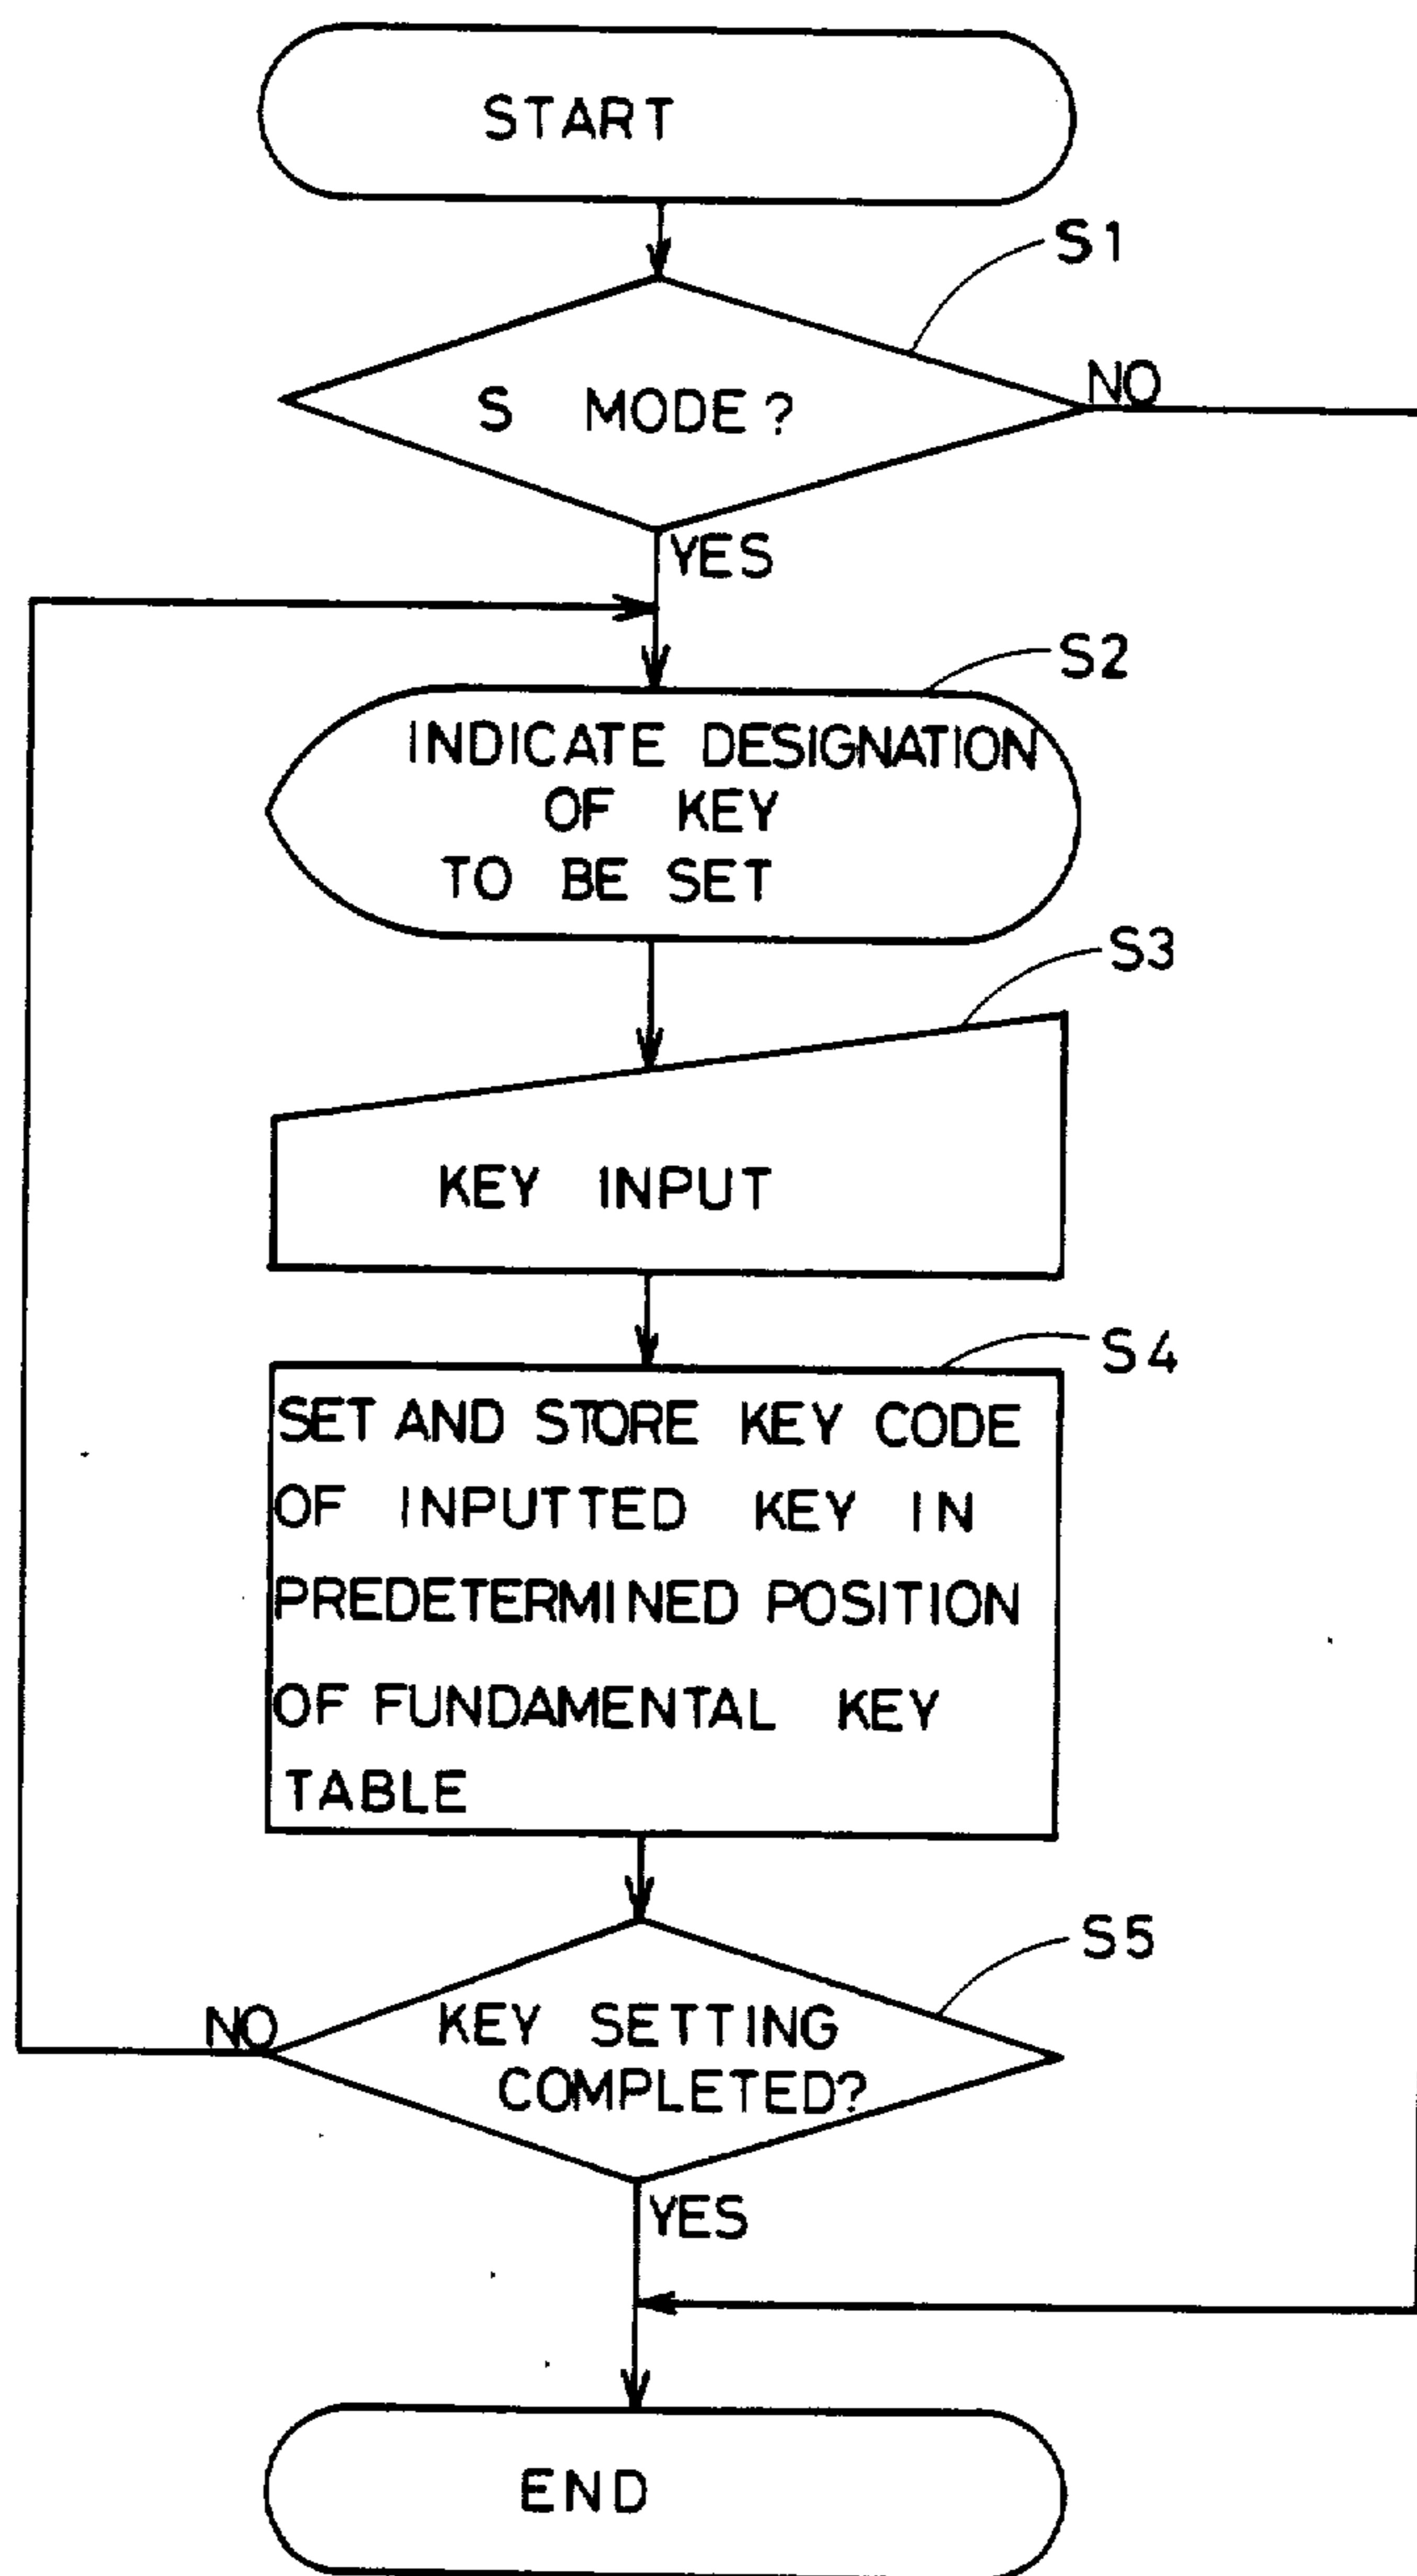 START
S1
S MODE?
NO
YES
S2
INDICATE DESIGNATION
OF KEY
TO BE SET
S3
KEY INPUT
S4
SET AND STORE KEY CODE
OF INPUTTED KEY IN
PREDETERMINED POSITION
OF FUNDAMENTAL KEY
TABLE
S5
NO
KEY SETTING
COMPLETED?
YES
END